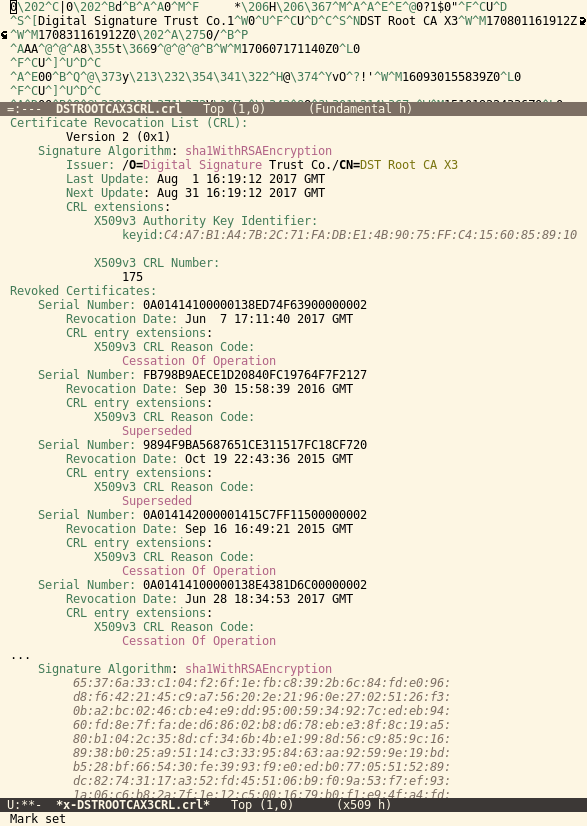 0\202^C|0\202^Bd^B^A^A0^M^F     *\206H\206\367^M^A^A^E^E^@0?1$0"^F^CU^D
^S^[Digital Signature Trust Co.1^W0^U^F^CU^D^C^S^NDST Root CA X3^W^M170801161912Z
^W^M170831161912Z0\202^A\2750/^B^P
^AAA^@^@^A8\355t\3669^@^@^@^B^W^M170607171140Z0^L0
^F^CU^]^U^D^C
^A^E00^B^Q^@\373y\213\232\354\341\322^H@\374^YvO^?!'^W^M160930155839Z0^L0
^F^CU^]^U^D^C
=:---  DSTROOTCAX3CRL.crl   Top (1,0)      (Fundamental h)
Certificate Revocation List (CRL):
        Version 2 (0x1)
    Signature Algorithm: sha1WithRSAEncryption
        Issuer: /O=Digital Signature Trust Co./CN=DST Root CA X3
        Last Update: Aug  1 16:19:12 2017 GMT
        Next Update: Aug 31 16:19:12 2017 GMT
        CRL extensions:
            X509v3 Authority Key Identifier:
                keyid:C4:A7:B1:A4:7B:2C:71:FA:DB:E1:4B:90:75:FF:C4:15:60:85:89:10
            X509v3 CRL Number:
                175
Revoked Certificates:
    Serial Number: 0A01414100000138ED74F63900000002
        Revocation Date: Jun  7 17:11:40 2017 GMT
        CRL entry extensions:
            X509v3 CRL Reason Code:
                Cessation Of Operation
    Serial Number: FB798B9AECE1D20840FC19764F7F2127
        Revocation Date: Sep 30 15:58:39 2016 GMT
        CRL entry extensions:
            X509v3 CRL Reason Code:
                Superseded
    Serial Number: 9894F9BA5687651CE311517FC18CF720
        Revocation Date: Oct 19 22:43:36 2015 GMT
        CRL entry extensions:
            X509v3 CRL Reason Code:
                Superseded
    Serial Number: 0A014142000001415C7FF11500000002
        Revocation Date: Sep 16 16:49:21 2015 GMT
        CRL entry extensions:
            X509v3 CRL Reason Code:
                Cessation Of Operation
    Serial Number: 0A01414100000138E4381D6C00000002
        Revocation Date: Jun 28 18:34:53 2017 GMT
        CRL entry extensions:
            X509v3 CRL Reason Code:
                Cessation Of Operation
...
    Signature Algorithm: sha1WithRSAEncryption
         65:37:6a:33:c1:04:f2:6f:1e:fb:c8:39:2b:6c:84:fd:e0:96:
         d8:f6:42:21:45:c9:a7:56:20:2e:21:96:0e:27:02:51:26:f3:
         0b:a2:bc:02:46:cb:e4:e9:dd:95:00:59:34:92:7c:ed:eb:94:
         60:fd:8e:7f:fa:de:d6:86:02:b8:d6:78:eb:e3:8f:8c:19:a5:
         80:b1:04:2c:35:8d:cf:34:6b:4b:e1:99:8d:56:c9:85:9c:16:
         89:38:b0:25:a9:51:14:c3:33:95:84:63:aa:92:59:9e:19:bd:
         b5:28:bf:66:54:30:fe:39:93:f9:e0:ed:b0:77:05:51:52:89:
         dc:82:74:31:17:a3:52:fd:45:51:06:b9:f0:9a:53:f7:ef:93:
         1a:06:c6:b8:2a:7f:1e:12:c5:00:16:79:b0:f1:e9:4f:a4:fd:
U:**-  *x-DSTROOTCAX3CRL.crl*   Top (1,0)      (x509 h)
Mark set